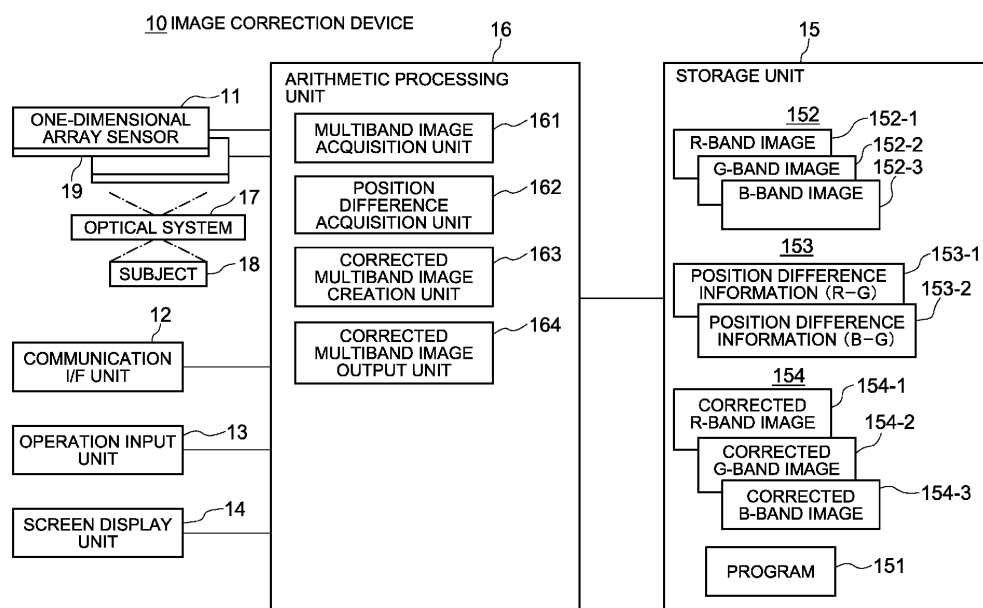 10 IMAGE CORRECTION DEVICE
16
15
ARITHMETIC PROCESSING
UNIT
STORAGE UNIT
11
ONE-DIMENSIONAL
ARRAY SENSOR
19
17
OPTICAL SYSTEM
SUBJECT
18
12
COMMUNICATION
I/F UNIT
OPERATION INPUT
UNIT
13
SCREEN DISPLAY
UNIT
14
MULTIBAND IMAGE
ACQUISITION UNIT
161
POSITION
DIFFERENCE
ACQUISITION UNIT
162
CORRECTED
MULTIBAND IMAGE
CREATION UNIT
163
CORRECTED
MULTIBAND IMAGE
OUTPUT UNIT
164
152
R-BAND IMAGE
152-1
G-BAND IMAGE
152-2
B-BAND IMAGE
152-3
153
POSITION DIFFERENCE
INFORMATION (R-G)
153-1
POSITION DIFFERENCE
INFORMATION (B-G)
153-2
154
CORRECTED
R-BAND IMAGE
154-1
CORRECTED
G-BAND IMAGE
154-2
CORRECTED
B-BAND IMAGE
154-3
PROGRAM
151